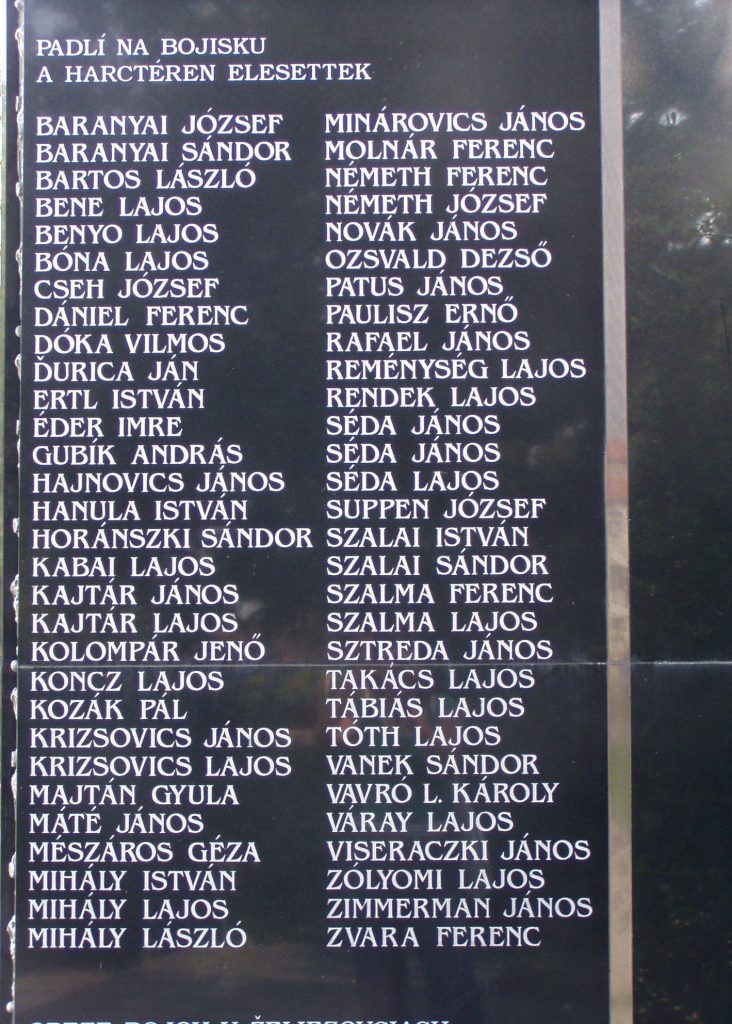 PADLÍ NA BOJISKU
A HARCTÉREN ELESETTEK
BARANYAI JÓZSEF
BARANYAI SÁNDOR
BARTOS LÁSZLÓ
BENE LAJOS
BENYO LAJOS
BÓNA LAJOS
CSEH JÓZSEF
DÁNIEL FERENC
DÓKA VILMOS
ĎURICA JÁN
ERTL ISTVÁN
ÉDER IMRE
GUBÍK ANDRÁS
HAJNOVICS JÁNOS
HANULA ISTVÁN
HORÁNSZKI SÁNDOR
KABAI LAJOS
KAJTÁR JÁNOS
KAJTÁR LAJOS
KOLOMPÁR JENŐ
KONCZ LAJOS
KOZÁK PÁL
KRIZSOVICS JÁNOS
KRIZSOVICS LAJOS
MAJTÁN GYULA
MÁTÉ JÁNOS
MÉSZÁROS GÉZA
MIHÁLY ISTVÁN
MIHÁLY LAJOS
MIHÁLY LÁSZLÓ
MINÁROVICS JÁNOS
MOLNÁR FERENC
NÉMETH FERENC
NÉMETH JÓZSEF
NOVÁK JÁNOS
OZSVALD DEZSŐ
PATUS JÁNOS
PAULISZ ERNŐ
RAFAEL JÁNOS
REMÉNYSÉG LAJOS
RENDEK LAJOS
SÉDA JÁNOS
SÉDA JÁNOS
SÉDA LAJOS
SUPPEN JÓZSEF
SZALAI ISTVÁN
SZALAI SÁNDOR
SZALMA FERENC
SZALMA LAJOS
SZTREDA JÁNOS
TAKÁCS LAJOS
TÁBIÁS LAJOS
TÓTH LAJOS
VANEK SÁNDOR
VAVRÓ L. KÁROLY
VÁRAY LAJOS
VISERACZKI JÁNOS
ZÓLYOMI LAJOS
ZIMMERMAN JÁNOS
ZVARA FERENC